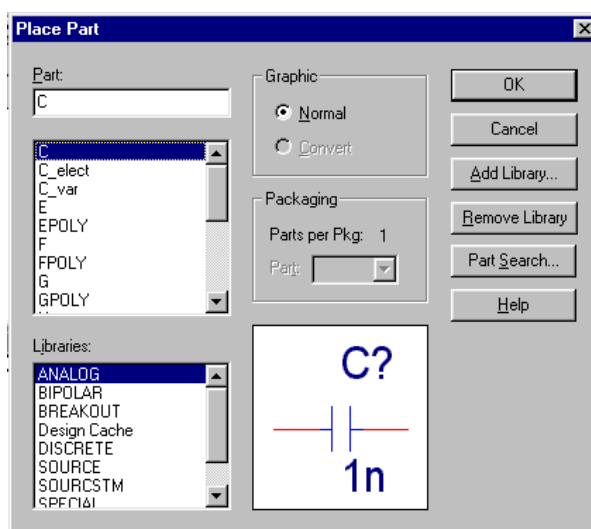 Place Part
Part:
C
C
C_elect
C_var
E
EPOLY
F
FPOLY
G
GPOLY
Libraries:
ANALOG
BIPOLAR
BREAKOUT
Design Cache
DISCRETE
SOURCE
SOURCSTM
SPECIAL
Graphic
Normal
Convert
Packaging
Parts per Pkg: 1
Part:
C?
1n
OK
Cancel
Add Library...
Remove Library
Part Search...
Help